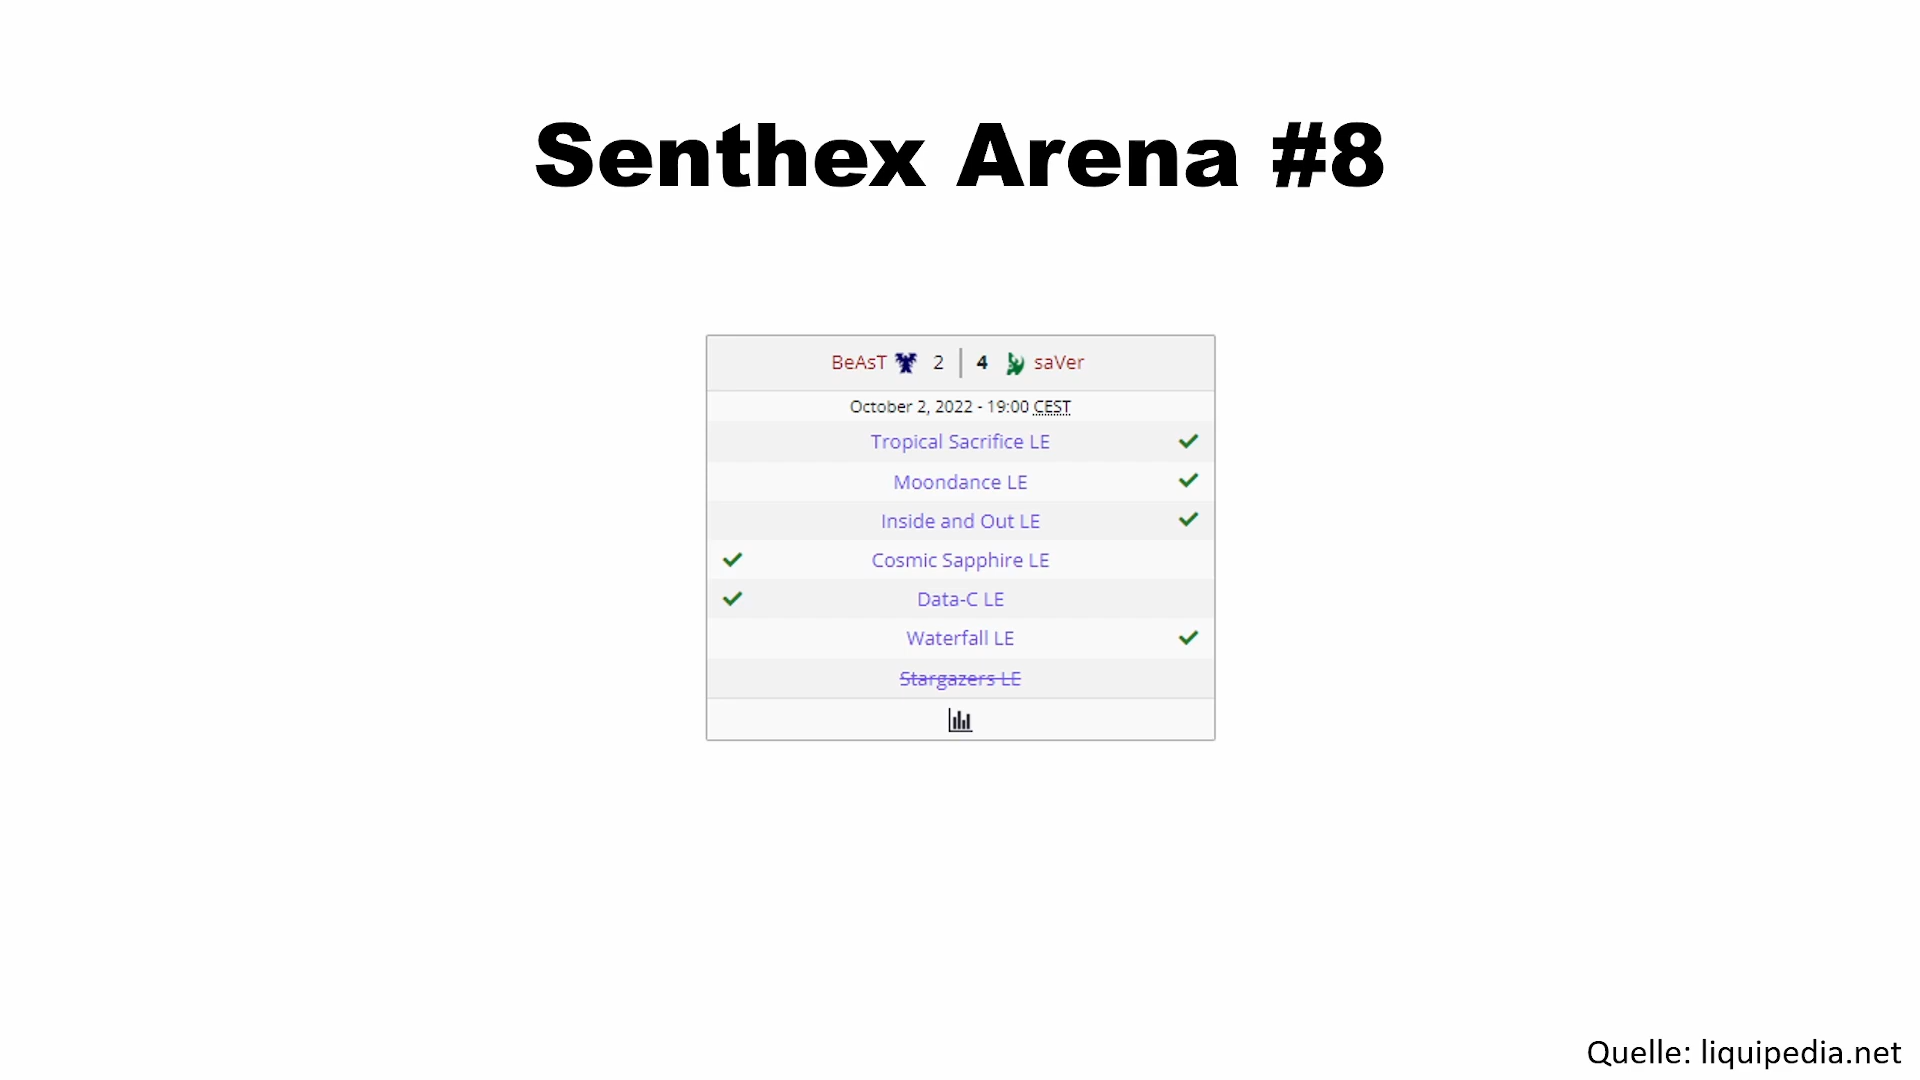 Senthex Arena #8
BeAsT 2 4 saVer
October 2, 2022 - 19:00 CEST
Tropical Sacrifice LE
Moondance LE
Inside and Out LE
Cosmic Sapphire LE
Data-C LE
Waterfall LE
Stargazers LE
Quelle: liquipedia.net